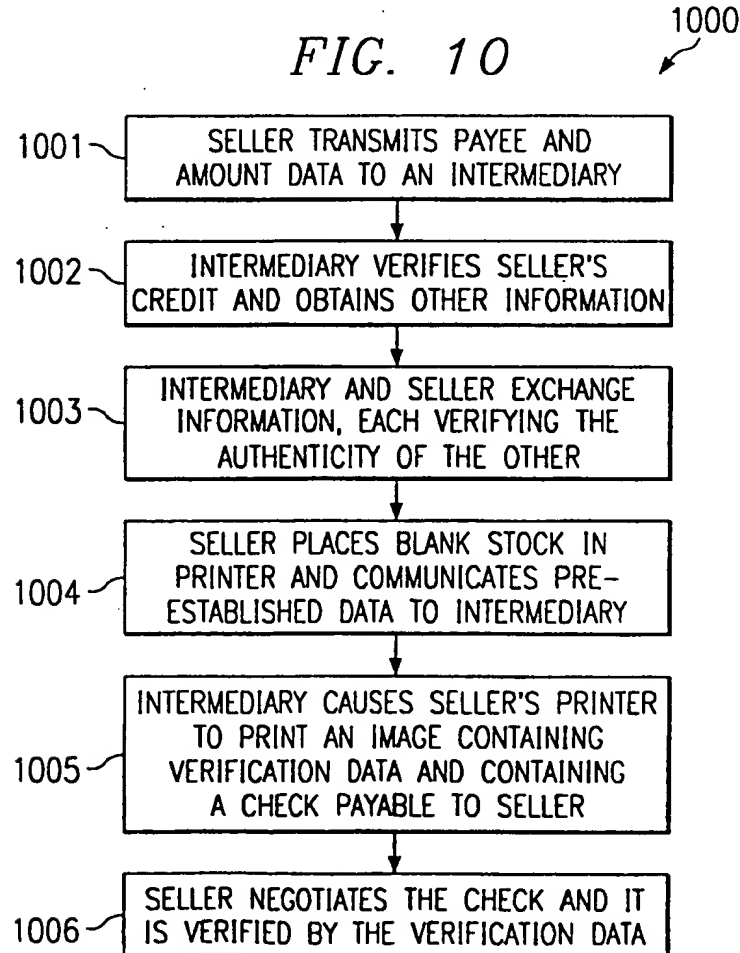 1000
FIG. 10
1001
SELLER TRANSMITS PAYEE AND
AMOUNT DATA TO AN INTERMEDIARY
1002
INTERMEDIARY VERIFIES SELLER'S
CREDIT AND OBTAINS OTHER INFORMATION
1003
INTERMEDIARY AND SELLER EXCHANGE
INFORMATION, EACH VERIFYING THE
AUTHENTICITY OF THE OTHER
1004
SELLER PLACES BLANK STOCK IN
PRINTER AND COMMUNICATES PRE-
ESTABLISHED DATA TO INTERMEDIARY
1005
INTERMEDIARY CAUSES SELLER'S PRINTER
TO PRINT AN IMAGE CONTAINING
VERIFICATION DATA AND CONTAINING
A CHECK PAYABLE TO SELLER
1006
SELLER NEGOTIATES THE CHECK AND IT
IS VERIFIED BY THE VERIFICATION DATA